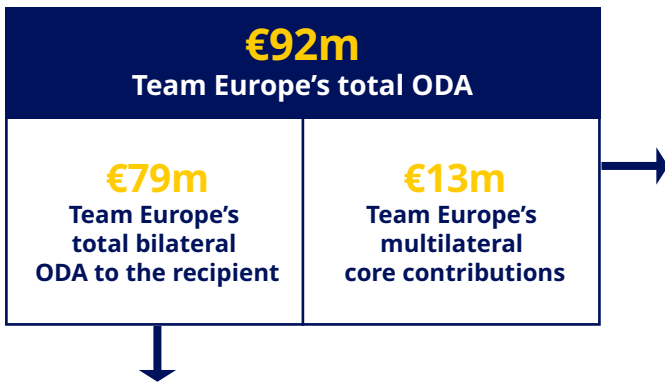 €92m
Team Europe’s total ODA
€79m
Team Europe’s
total bilateral
ODA to the recipient
€13m
Team Europe’s
multilateral
core contributions